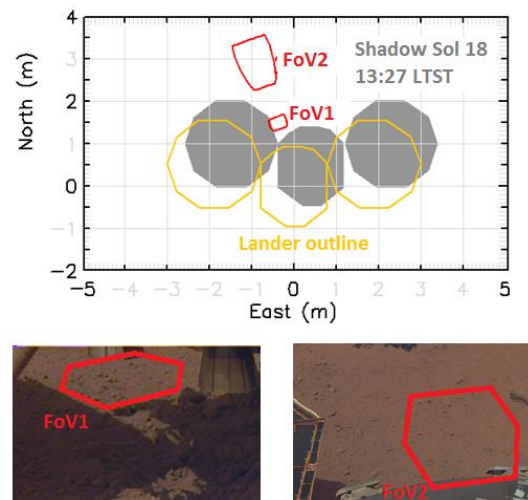 4
3
2
1
0
-1
-2
North (m)
FoV2
Shadow Sol 18
13:27 LTST
FoV1
Lander outline
-5 -4 -3 -2 -1 0 1 2 3 4 5
East (m)
FoV1
FoV2